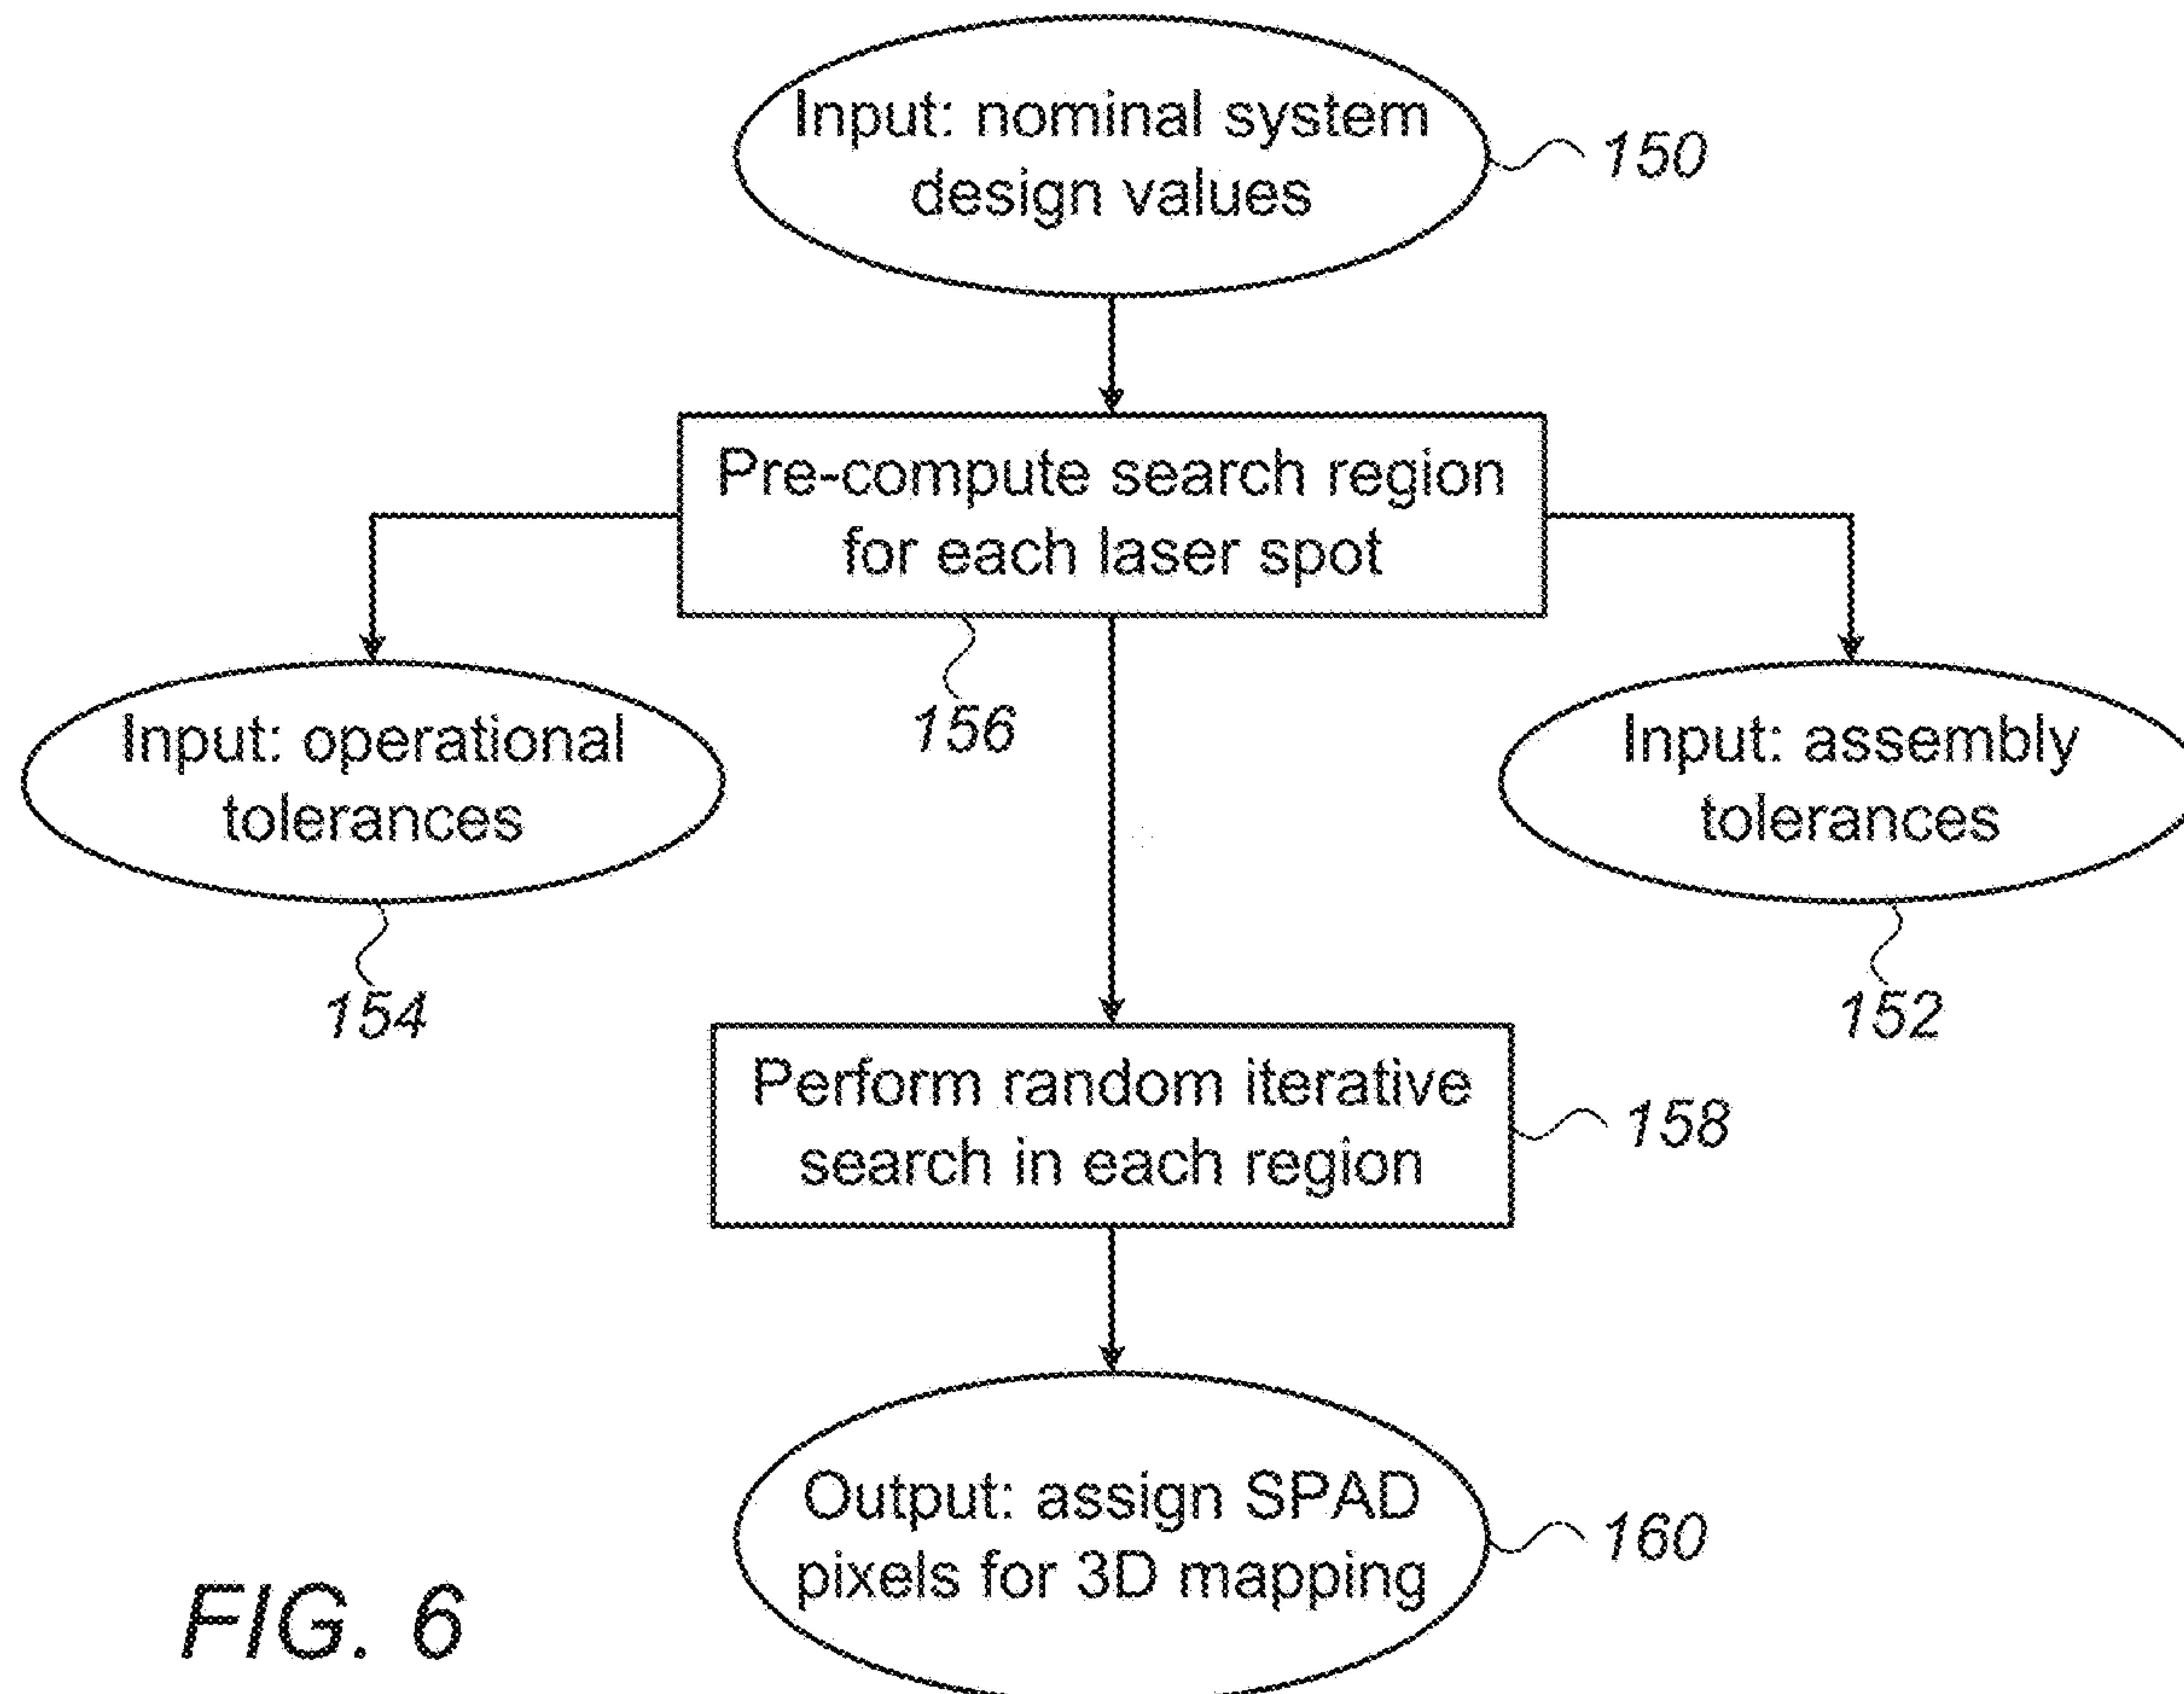 Input: nominal system
design values
150
Pre-compute search region
for each laser spot
156
Input: operational
tolerances
154
Input: assembly
tolerances
152
Perform random iterative
search in each region
158
Output: assign SPAD
pixels for 3D mapping
160
FIG. 6